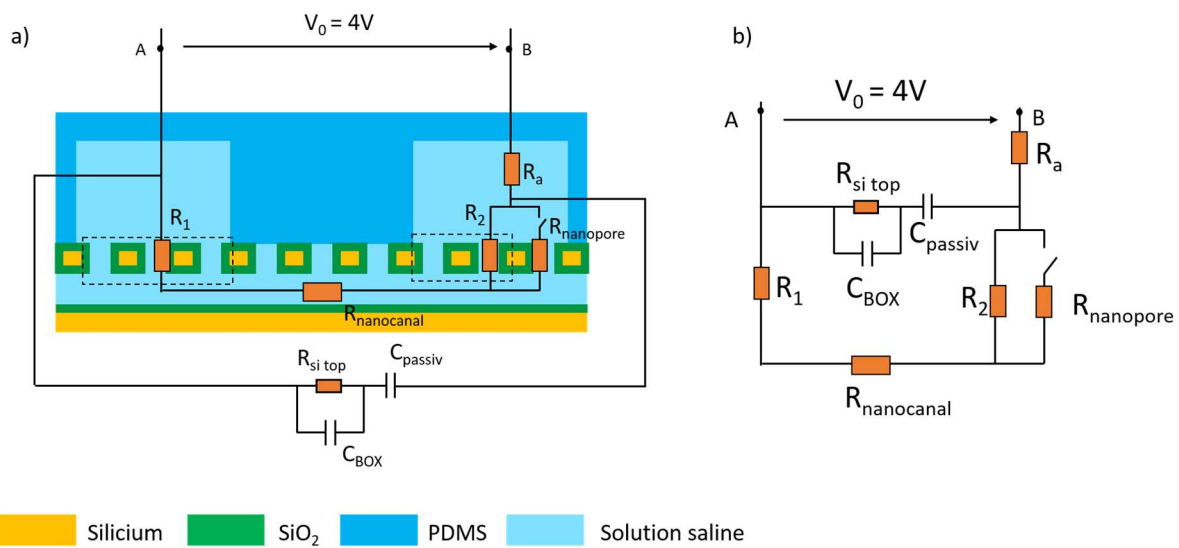 a)
V₀ = 4V
A
B
Rₐ
R₁
R₂
Rnanopore
Rnanocanal
Rsi top
Cpassiv
CBOX
b)
V₀ = 4V
A
B
Rₐ
Rsi top
Cpassiv
CBOX
R₁
R₂
Rnanopore
Rnanocanal
Silicium
SiO₂
PDMS
Solution saline